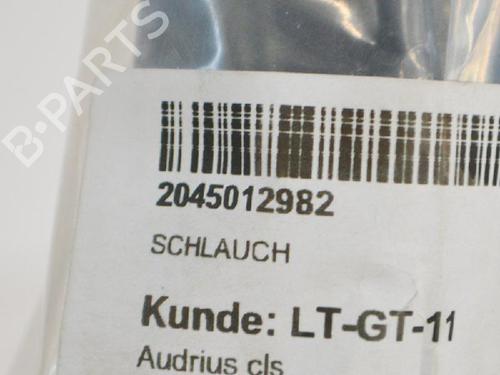 B-PARTS
2045012982
SCHLAUCH
Kunde: LT-GT-11
Audrius cls